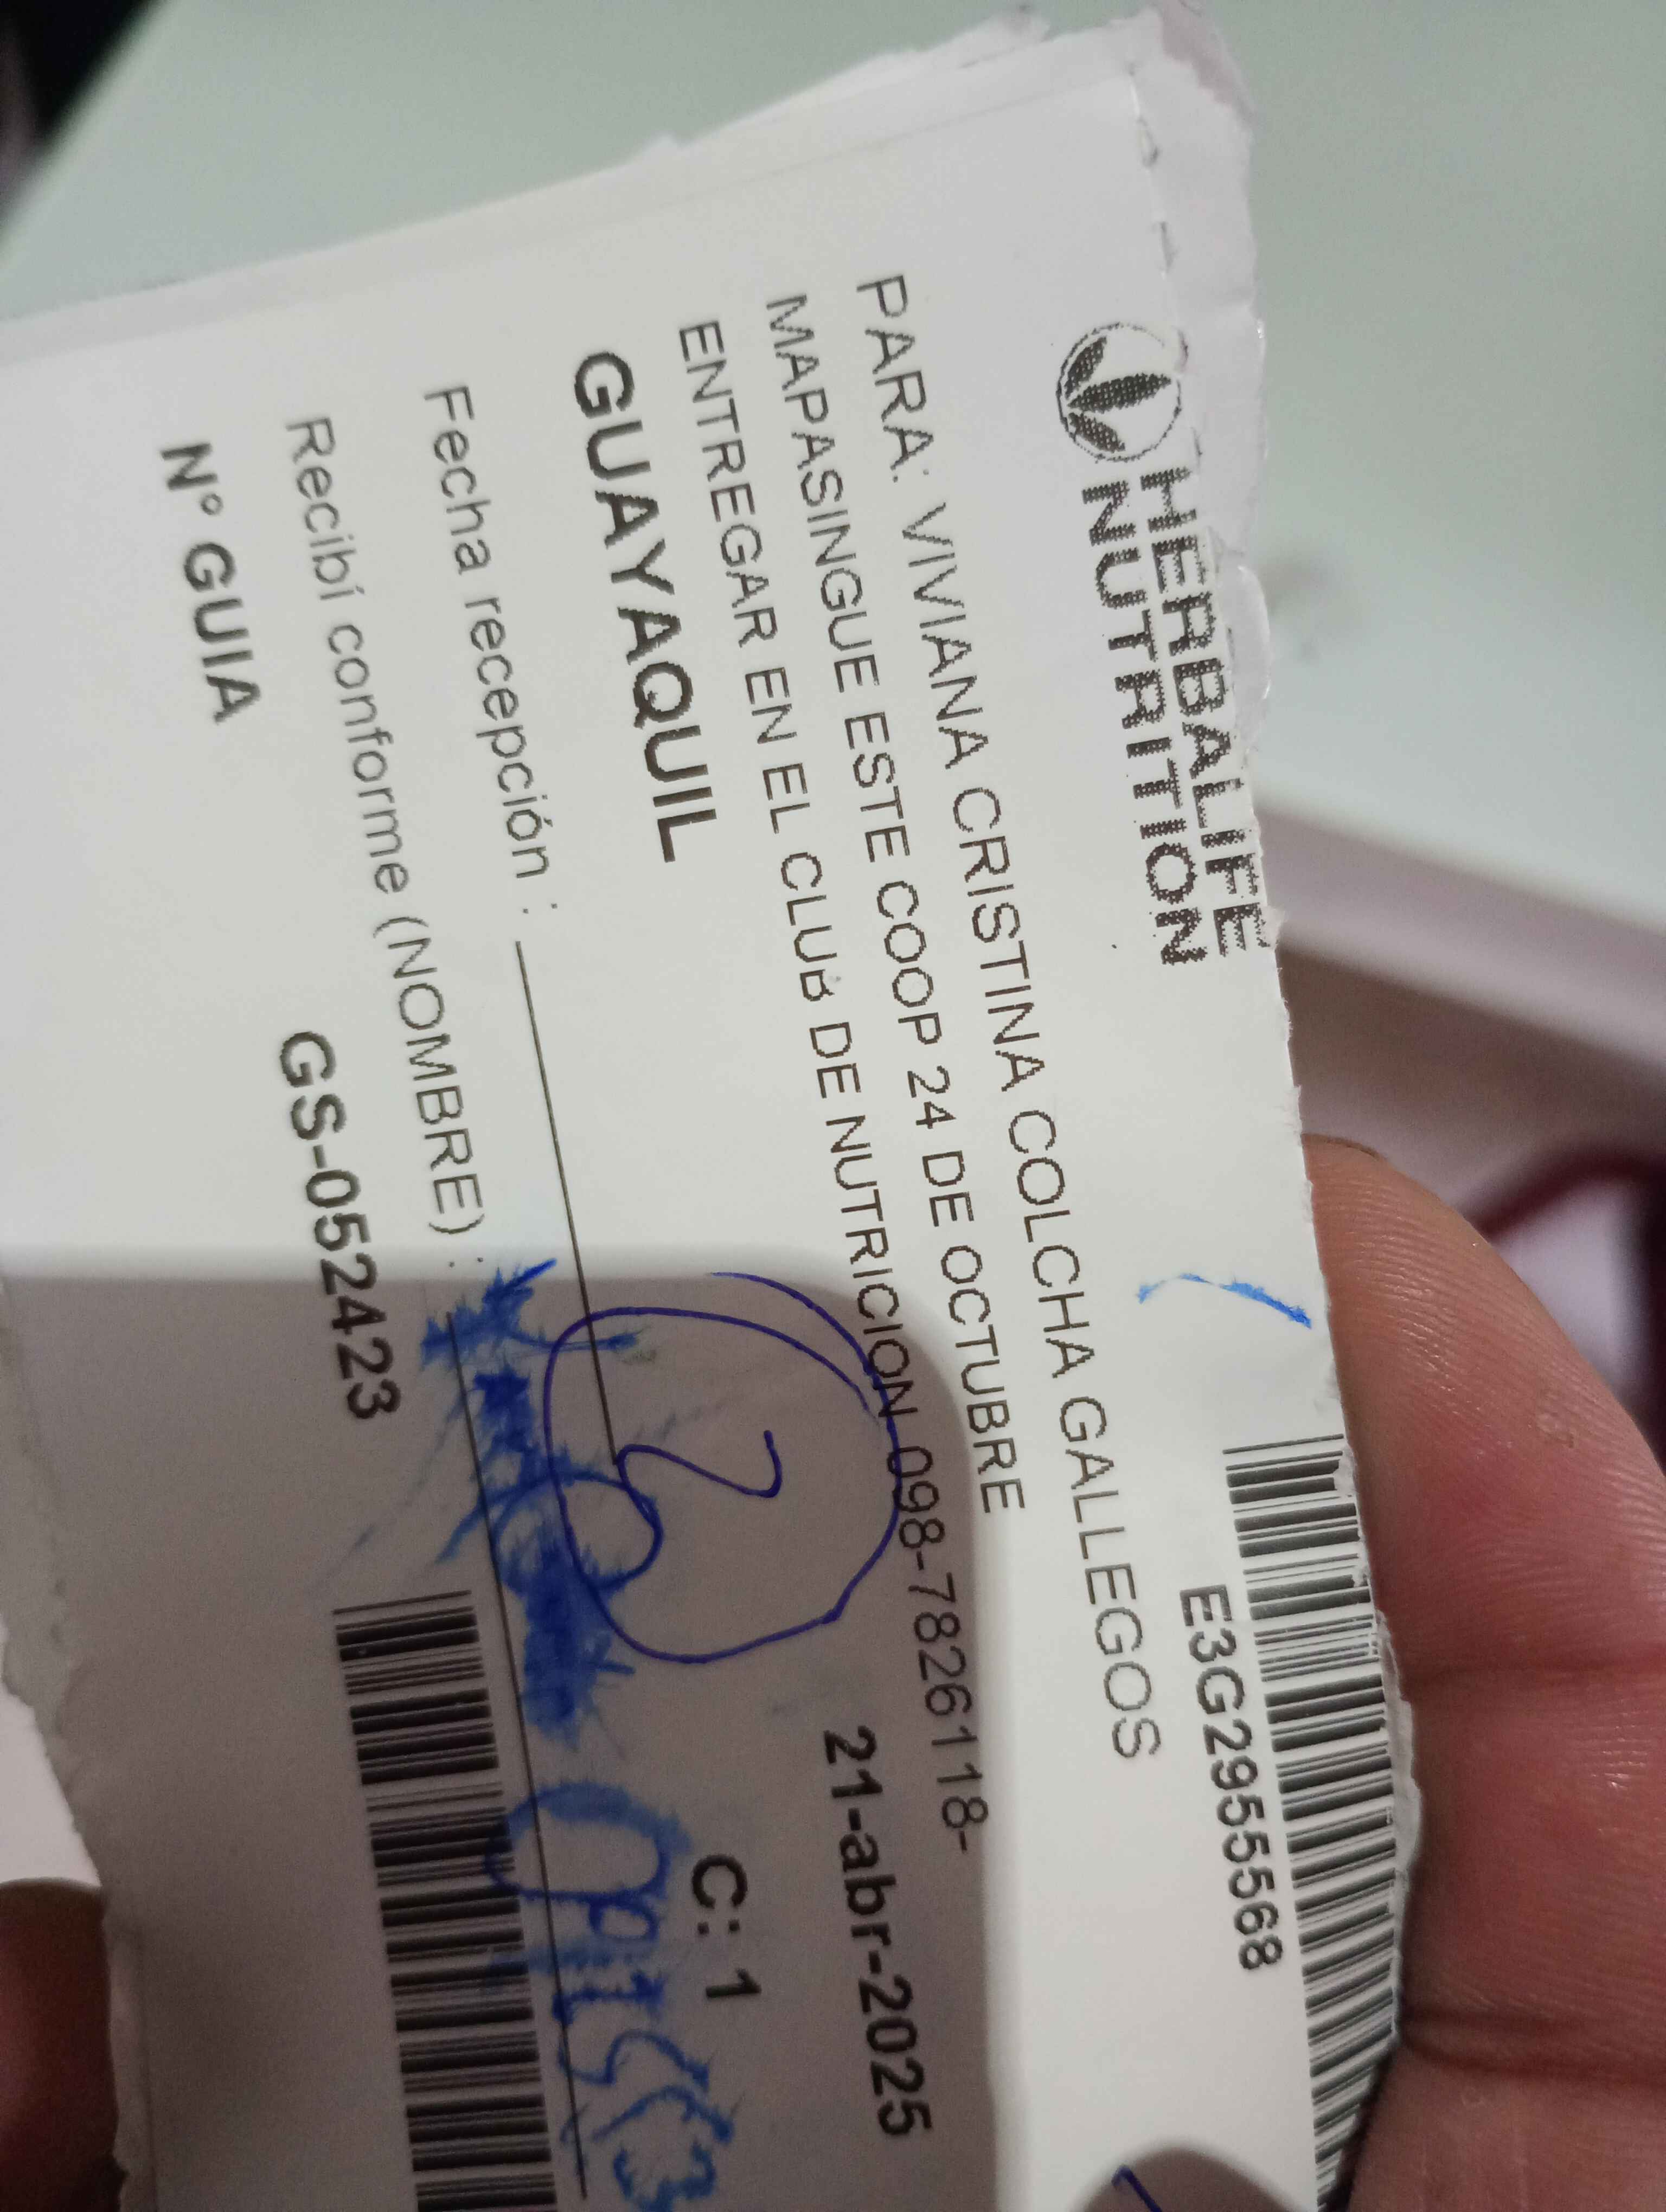 HERBALIFE
NUTRITION
E3G2955568
PARA: VIVIANA CRISTINA COLCHA GALLEGOS
MAPASINGUE ESTE COOP 24 DE OCTUBRE
ENTREGAR EN EL CLUB DE NUTRICION 098-7826118-
GUAYAQUIL
21-abr-2025
2
C: 1
Fecha recepción :
Recibí conforme (NOMBRE) :
N° GUIA
GS-052423